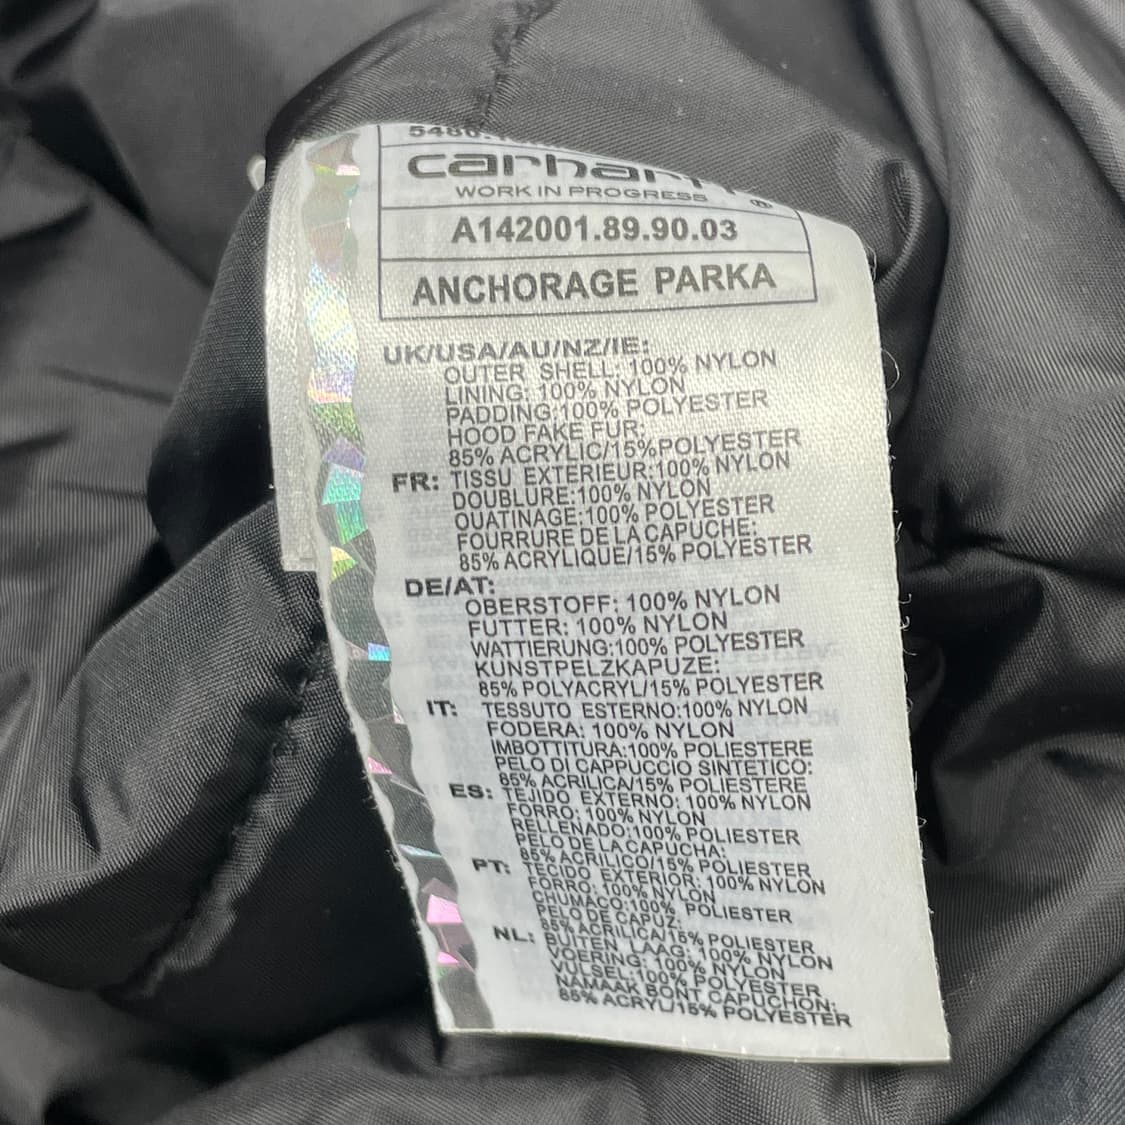 carhartt
WORK IN PROGRESS
A142001.89.90.03
ANCHORAGE PARKA
UK/USA/AU/NZ/IE:
OUTER SHELL: 100% NYLON
LINING: 100% NYLON
PADDING:100% POLYESTER
HOOD FAKE FUR:
85% ACRYLIC/15%POLYESTER
FR: TISSU EXTERIEUR:100% NYLON
DOUBLURE:100% NYLON
OUATINAGE:100% POLYESTER
FOURRURE DE LA CAPUCHE:
85% ACRYLIQUE/15% POLYESTER
DE/AT:
OBERSTOFF: 100% NYLON
FUTTER: 100% NYLON
WATTIERUNG:100% POLYESTER
KUNSTPELZKAPUZE:
85% POLYACRYL/15% POLYESTER
IT: TESSUTO ESTERNO:100% NYLON
FODERA: 100% NYLON
IMBOTTITURA:100% POLIESTERE
PELO DI CAPPUCCIO SINTETICO:
85% ACRILICA/15% POLIESTERE
ES: TEJIDO EXTERNO: 100% NYLON
FORRO: 100% NYLON
RELLENADO:100% POLIESTER
PELO DE LA CAPUCHA:
85% ACRILICO/15% POLIESTER
PT: TECIDO EXTERIOR: 100% NYLON
FORRO: 100% NYLON
CHUMAÇO:100% POLIESTER
PELO DE CAPUZ:
85% ACRILICA/15% POLIESTER
NL: BUITEN LAAG: 100% NYLON
VOERING: 100% NYLON
VULSEL:100% POLYESTER
NAMAAK BONT CAPUCHON:
85% ACRYL/15% POLYESTER